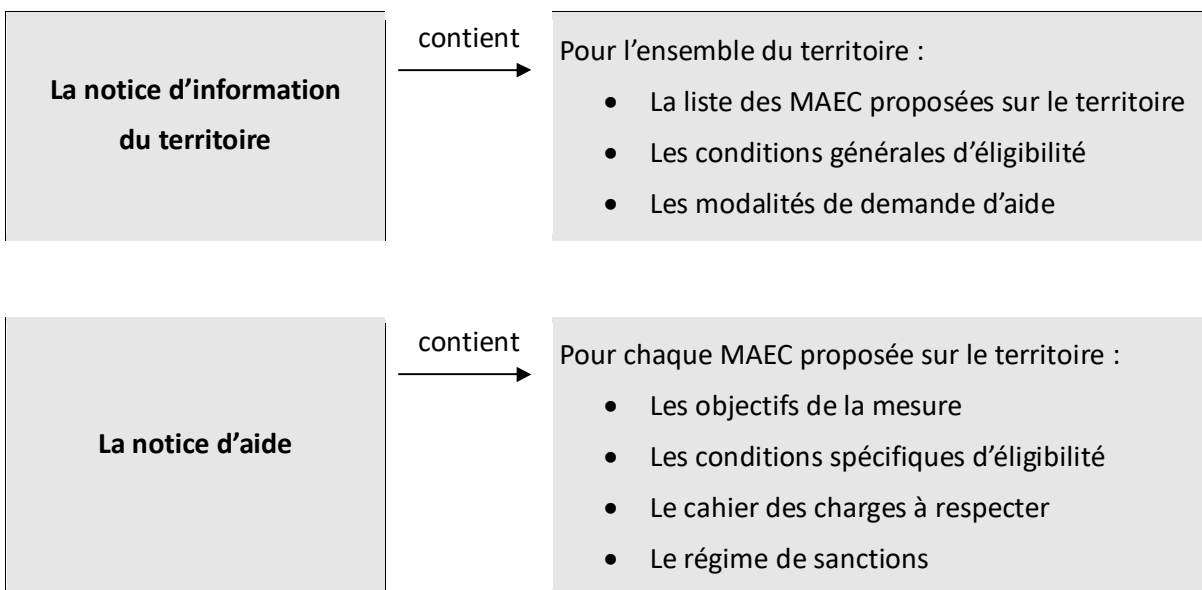 La notice d’information
du territoire
contient
Pour l’ensemble du territoire :
• La liste des MAEC proposées sur le territoire
• Les conditions générales d’éligibilité
• Les modalités de demande d’aide
La notice d’aide
contient
Pour chaque MAEC proposée sur le territoire :
• Les objectifs de la mesure
• Les conditions spécifiques d’éligibilité
• Le cahier des charges à respecter
• Le régime de sanctions